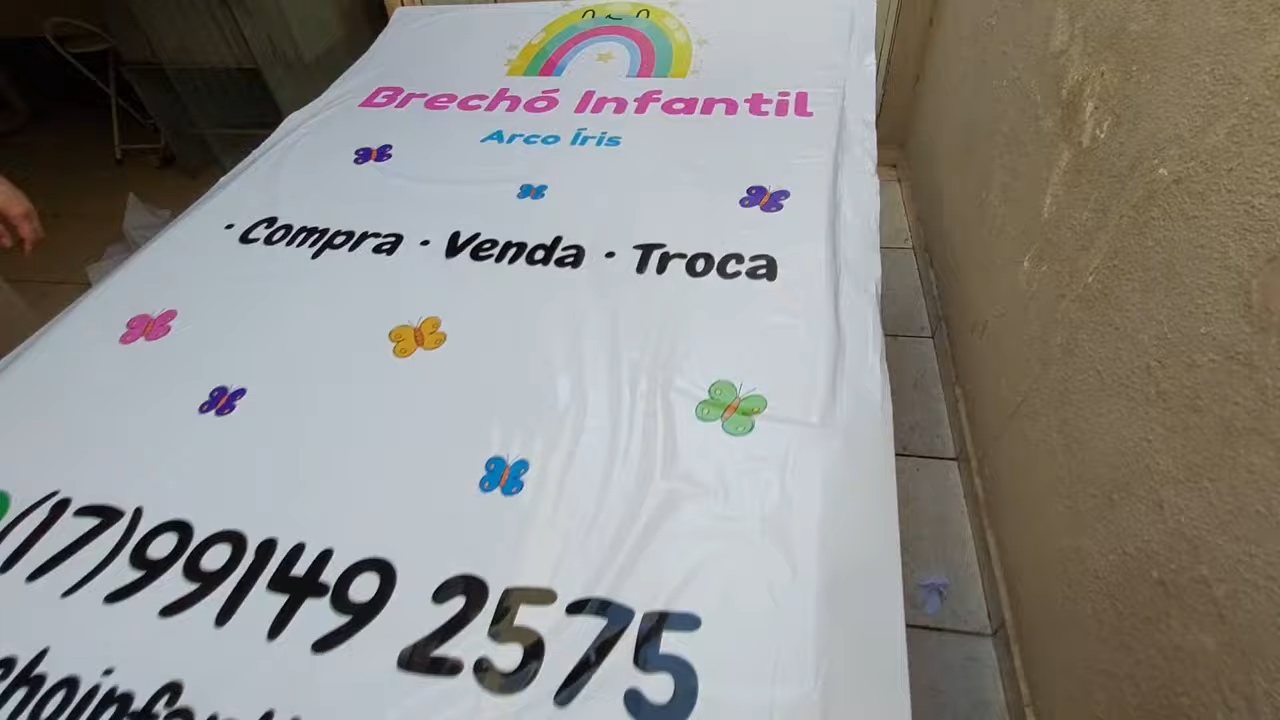 Brechó Infantil
Arco Íris
· Compra · Venda · Troca
(17)99149 2575